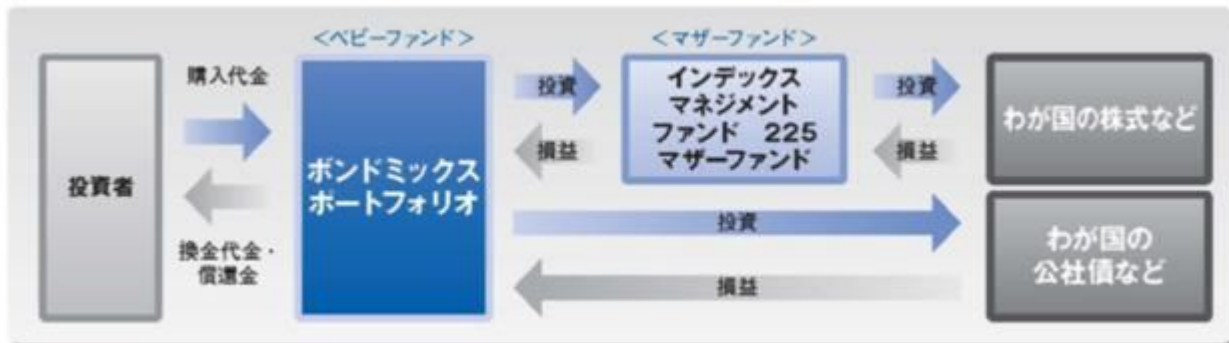 ＜ベビーファンド＞
＜マザーファンド＞
投資者
購入代金
換金代金・
償還金
ボンドミックス
ポートフォリオ
投資
損益
インデックス
マネジメント
ファンド　225
マザーファンド
投資
損益
わが国の株式など
投資
損益
わが国の
公社債など